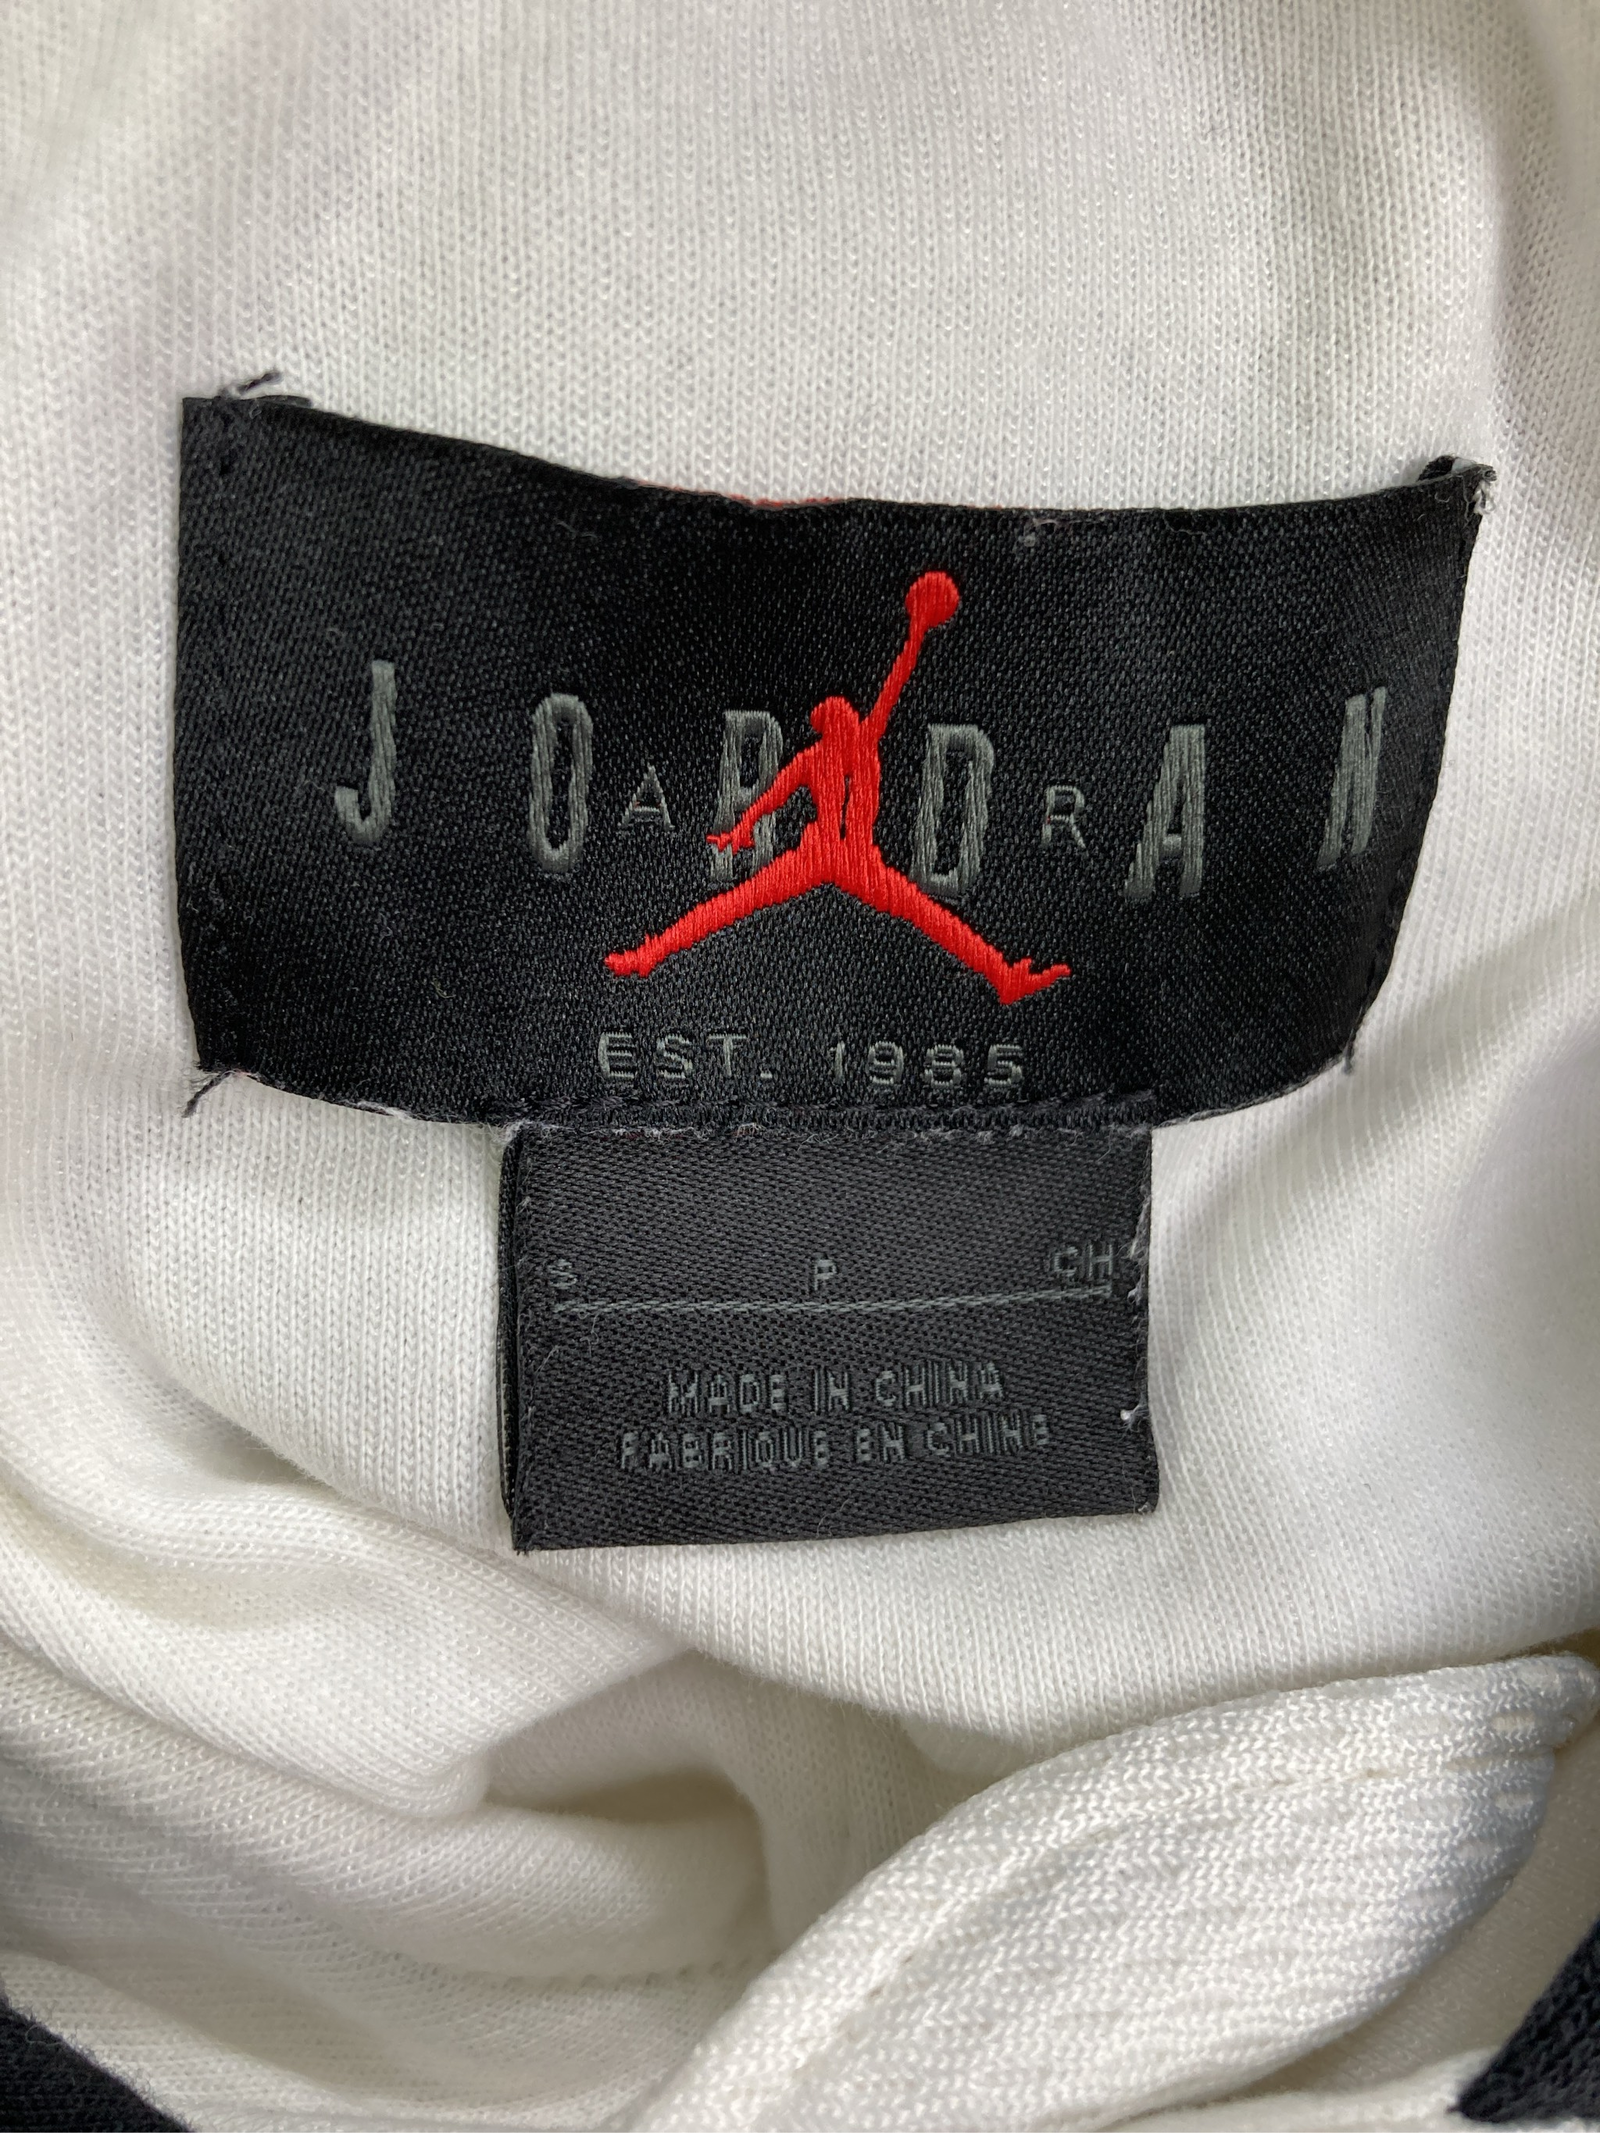 JORDAN
AIR
EST. 1985
S P CH
MADE IN CHINA
FABRIQUE EN CHINE